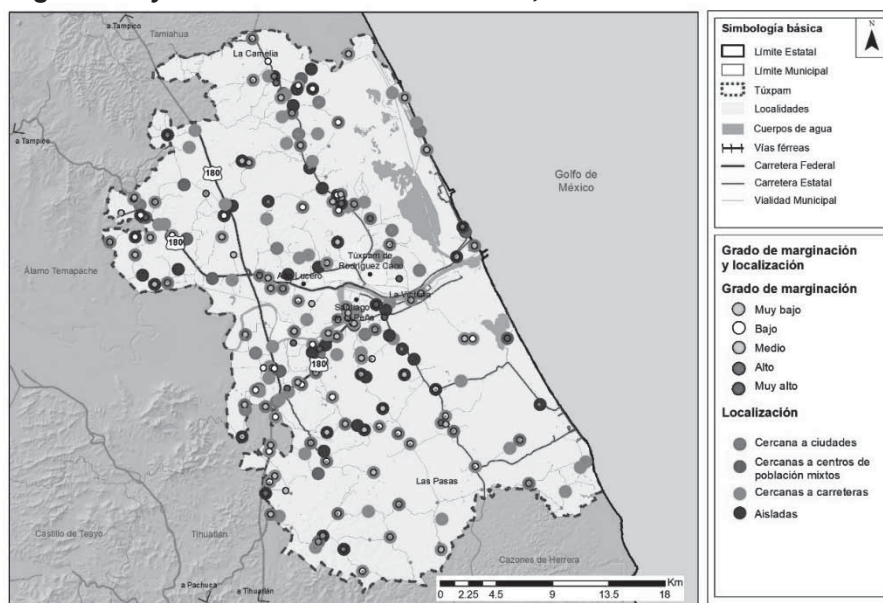 a Tampico
Tamiahua
La Camelia
a Tampico
180
Golfo de
México
180
Álamo Temapache
Túxpam de
Rodríguez Cano
Alto Lucero
La Victoria
Santiago de
la Peña
180
Las Pasas
Castillo de Teayo
Tihuatlán
Cazones de Herrera
a Pachuca
a Tihuatlán
Km
0 2.25 4.5 9 13.5 18
Simbología básica
N
Límite Estatal
Límite Municipal
Túxpam
Localidades
Cuerpos de agua
Vías férreas
Carretera Federal
Carretera Estatal
Vialidad Municipal
Grado de marginación
y localización
Grado de marginación
Muy bajo
Bajo
Medio
Alto
Muy alto
Localización
Cercana a ciudades
Cercanas a centros de
población mixtos
Cercanas a carreteras
Aisladas